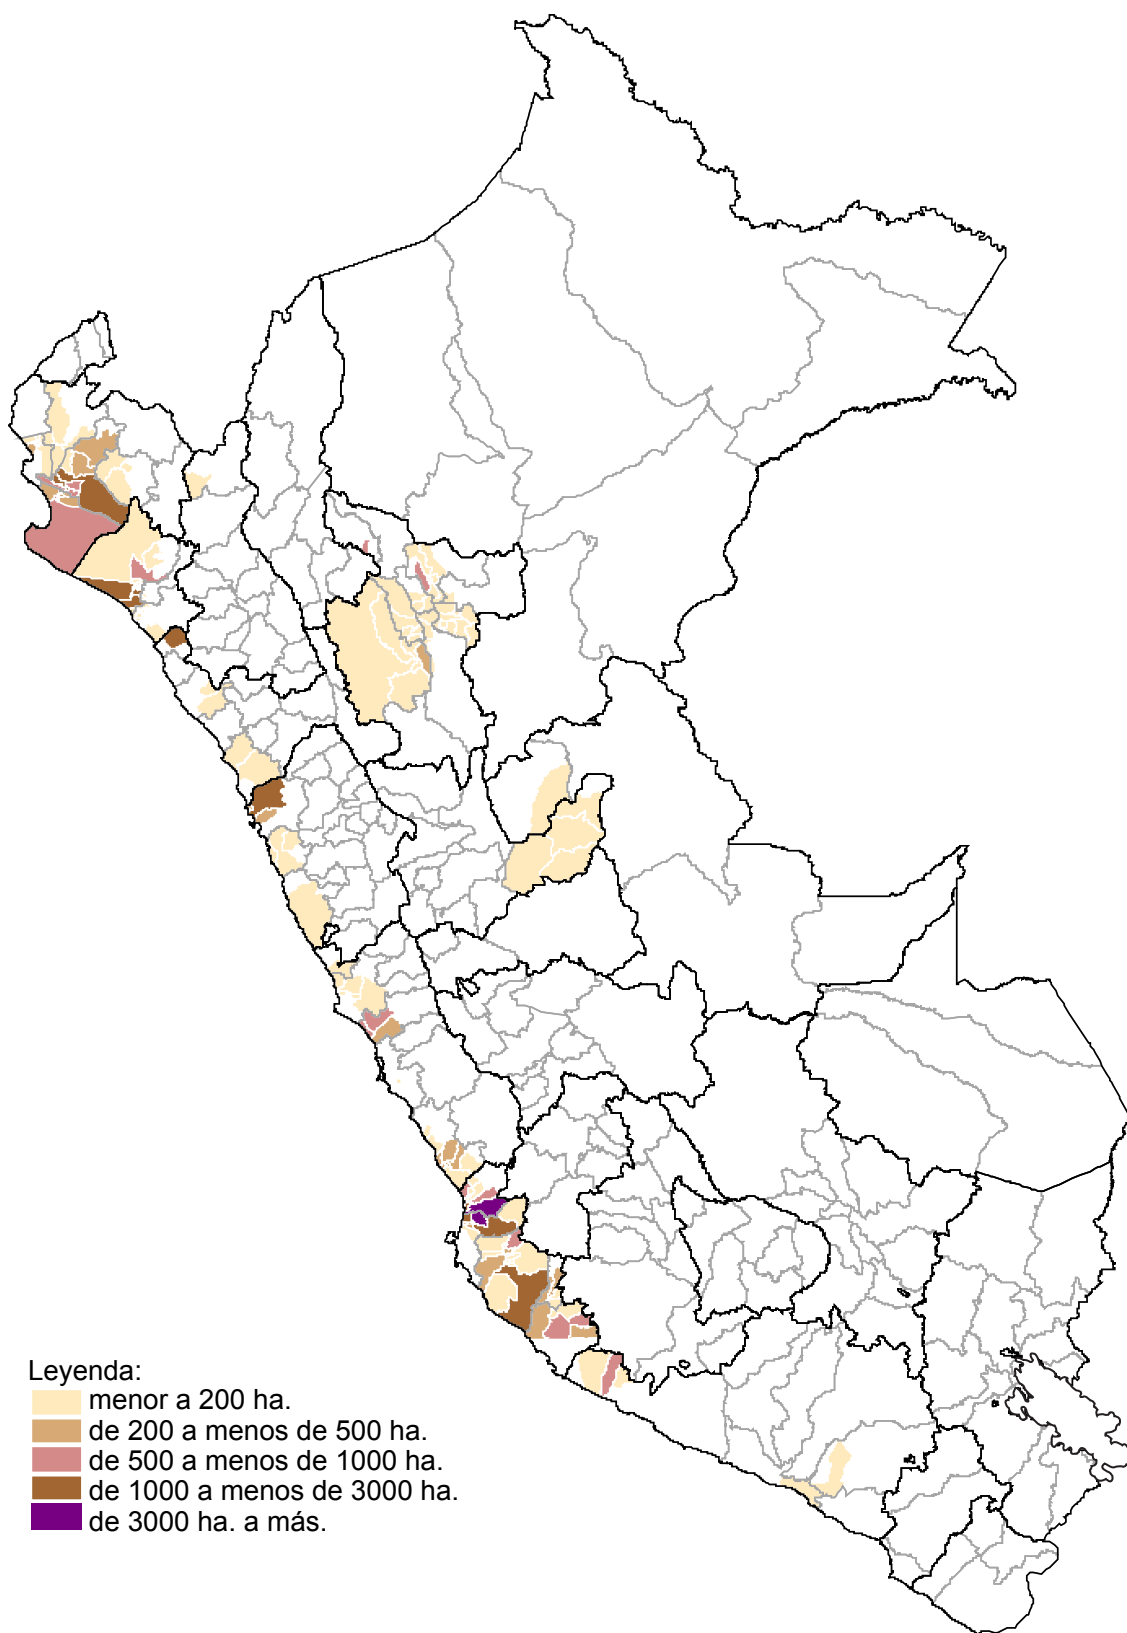 Leyenda:
menor a 200 ha.
de 200 a menos de 500 ha.
de 500 a menos de 1000 ha.
de 1000 a menos de 3000 ha.
de 3000 ha. a más.